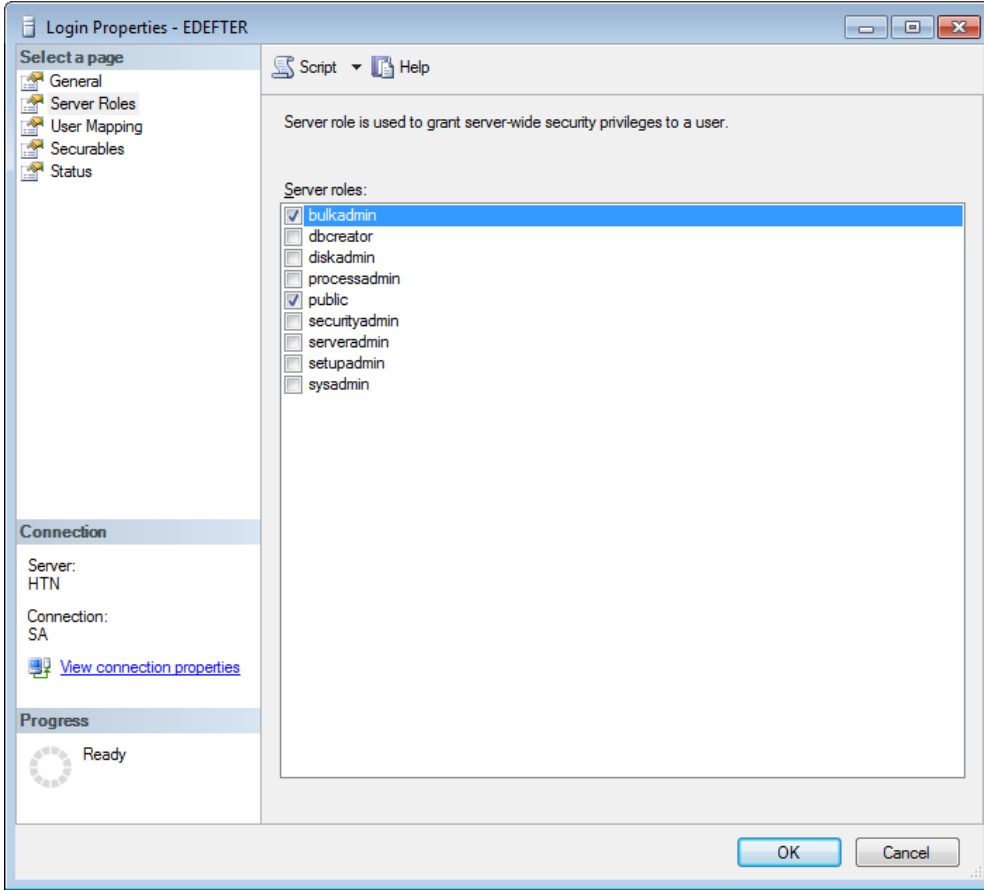 Login Properties - EDEFTER
Select a page
General
Server Roles
User Mapping
Securables
Status
Script
Help
Server role is used to grant server-wide security privileges to a user.
Server roles:
bulkadmin
dbcreator
diskadmin
processadmin
public
securityadmin
serveradmin
setupadmin
sysadmin
Connection
Server:
HTN
Connection:
SA
View connection properties
Progress
Ready
OK
Cancel